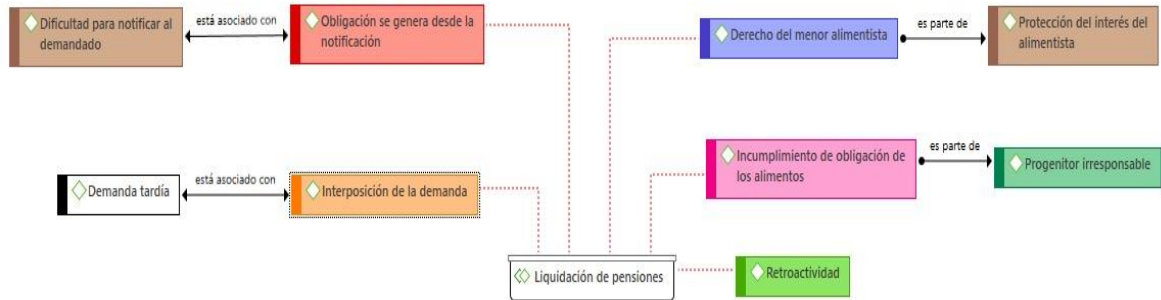 Dificultad para notificar al
demandado
está asociado con
Obligación se genera desde la
notificación
Derecho del menor alimentista
es parte de
Protección del interés del
alimentista
Demanda tardía
está asociado con
Interposición de la demanda
Incumplimiento de obligación de
los alimentos
es parte de
Progenitor irresponsable
Liquidación de pensiones
Retroactividad